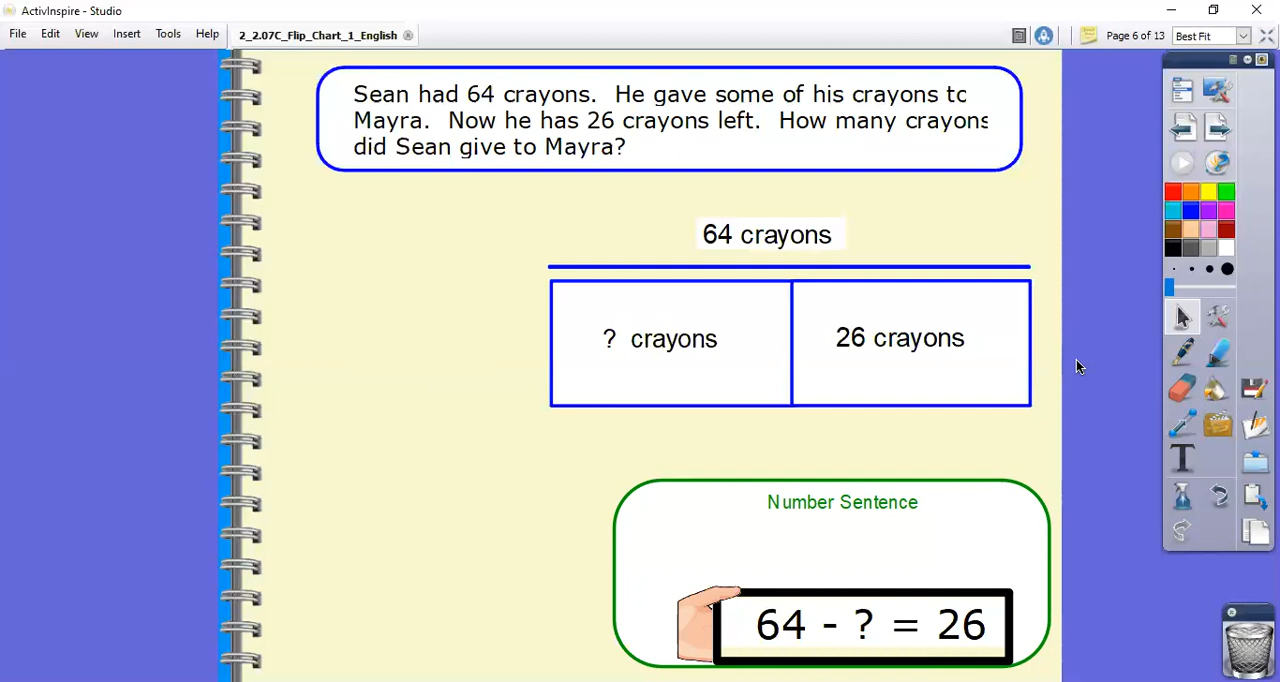 ActivInspire - Studio
File Edit View Insert Tools Help
2_2.07C_Flip_Chart_1_English
Page 6 of 13
Best Fit
Sean had 64 crayons. He gave some of his crayons to
Mayra. Now he has 26 crayons left. How many crayons
did Sean give to Mayra?
64 crayons
? crayons
26 crayons
Number Sentence
64 - ? = 26